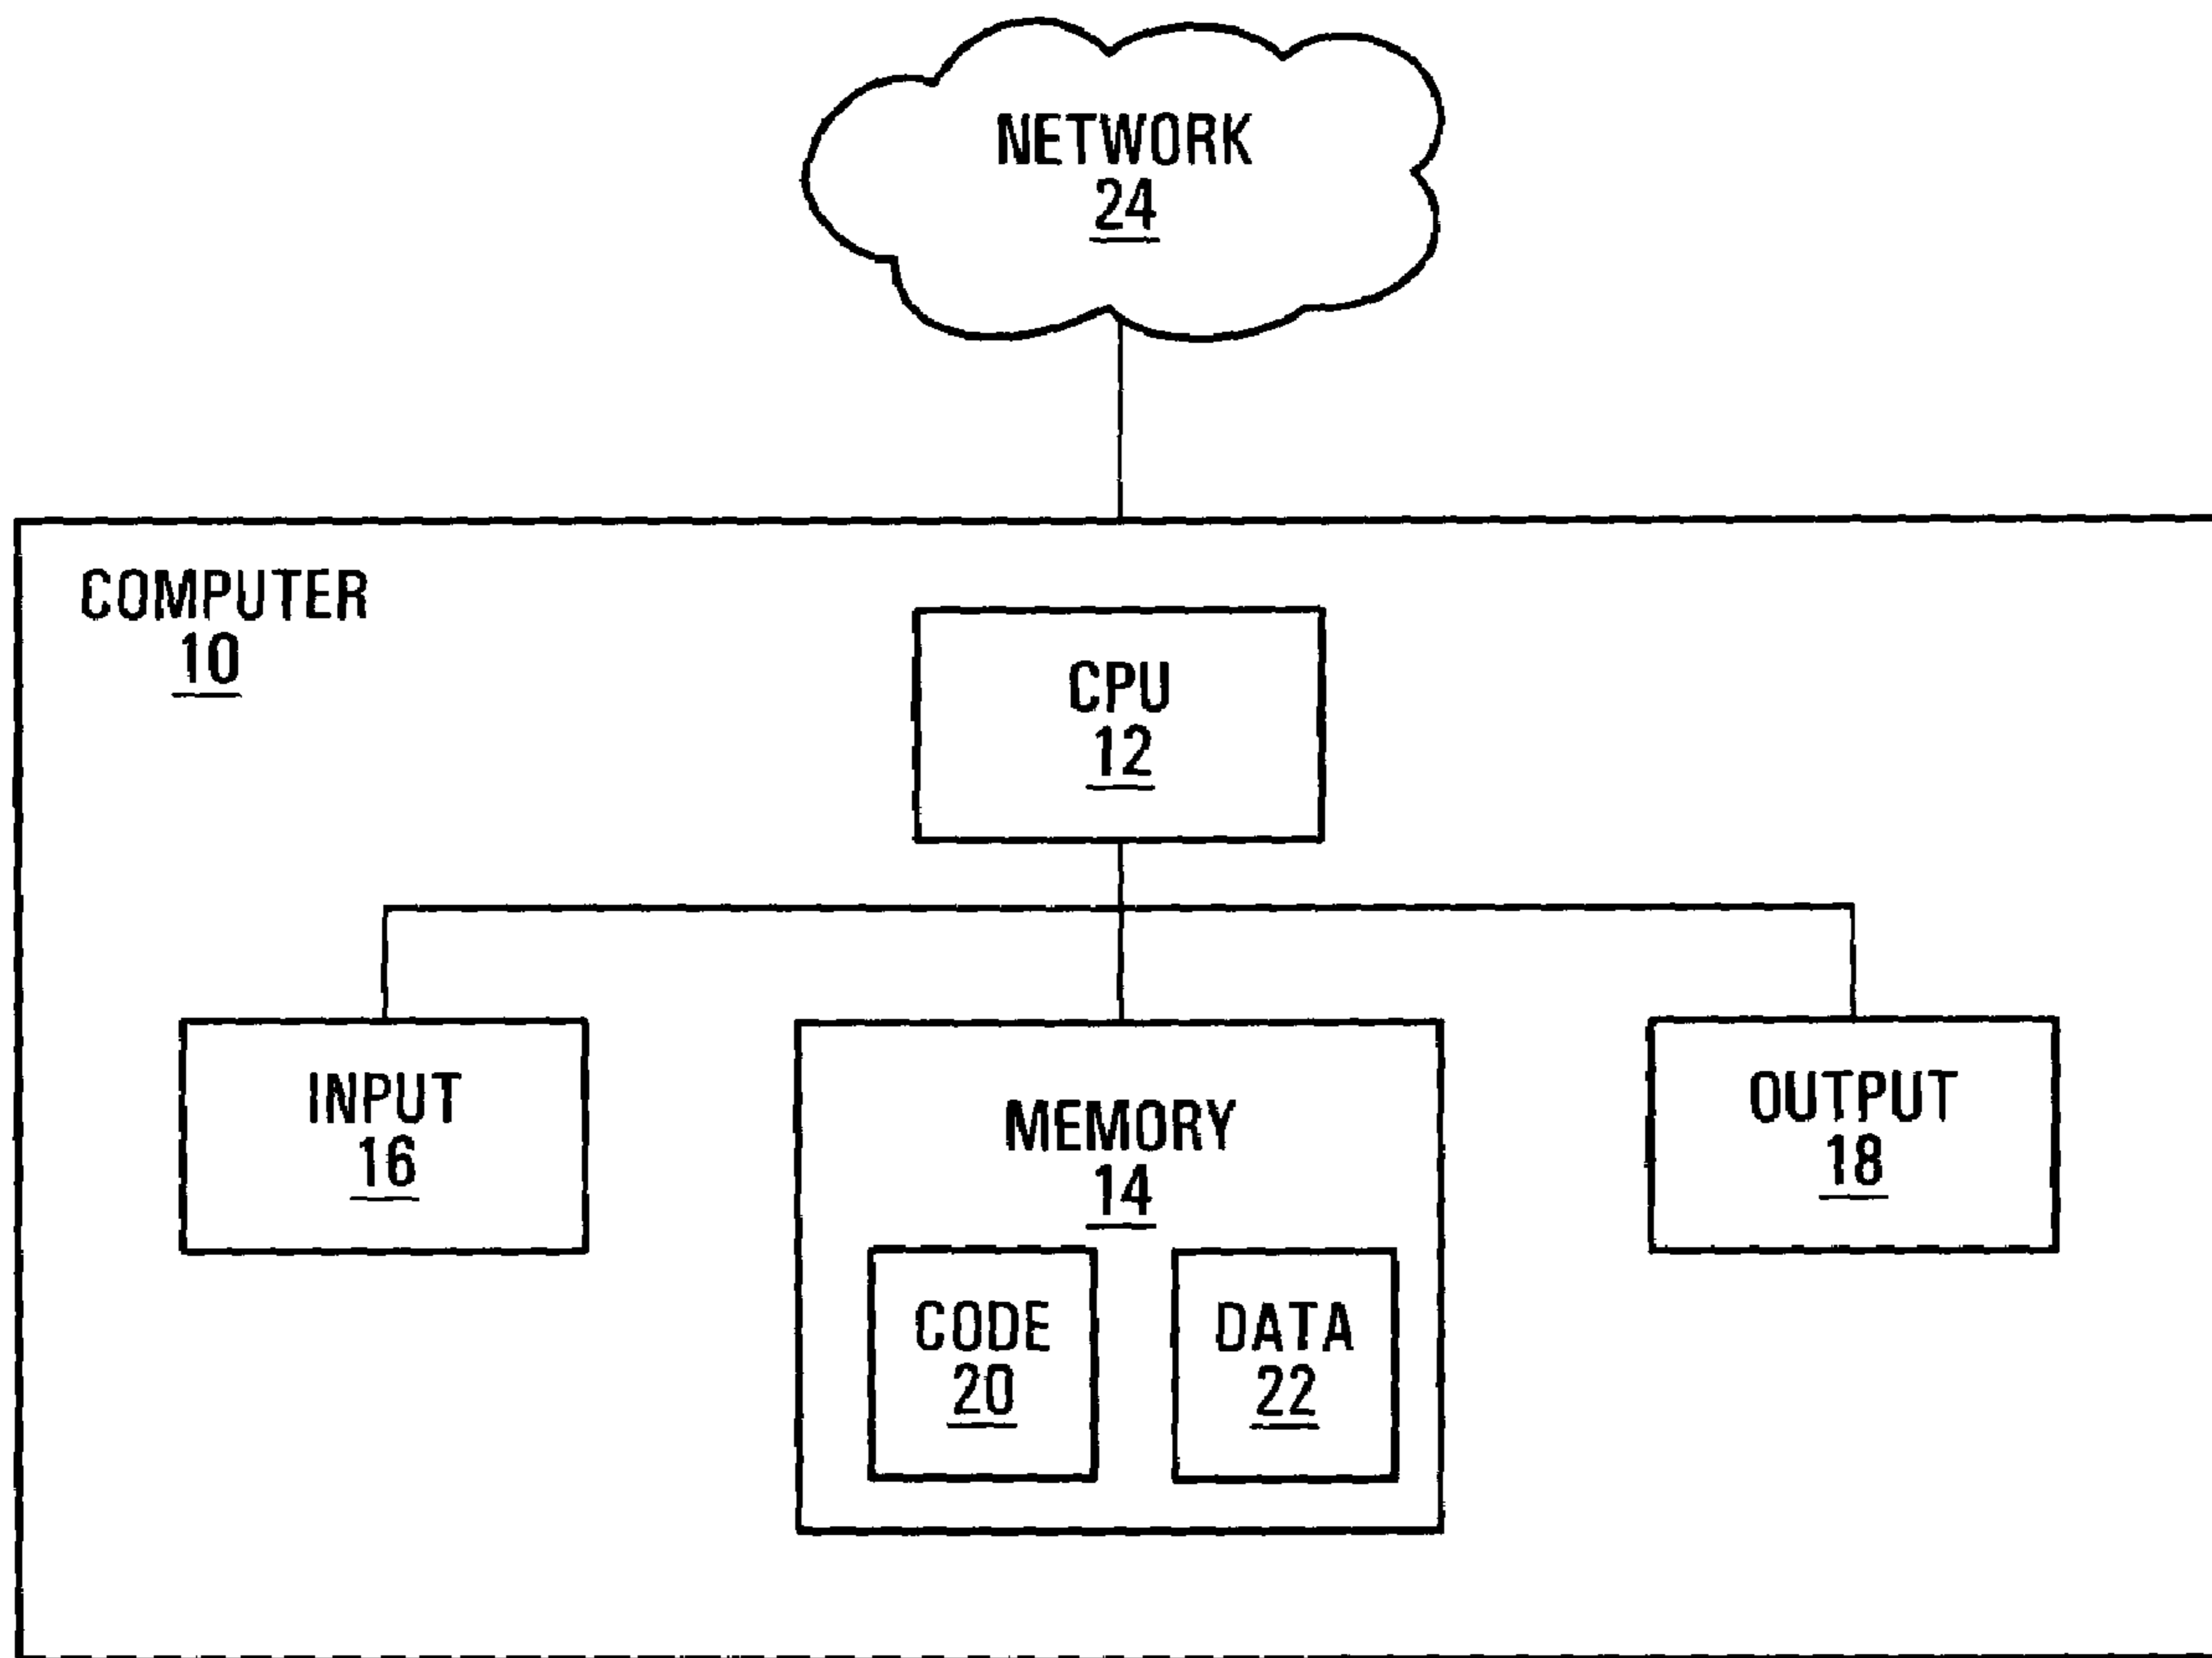 NETWORK
24
COMPUTER
10
CPU
12
INPUT
16
MEMORY
14
OUTPUT
18
CODE
20
DATA
22